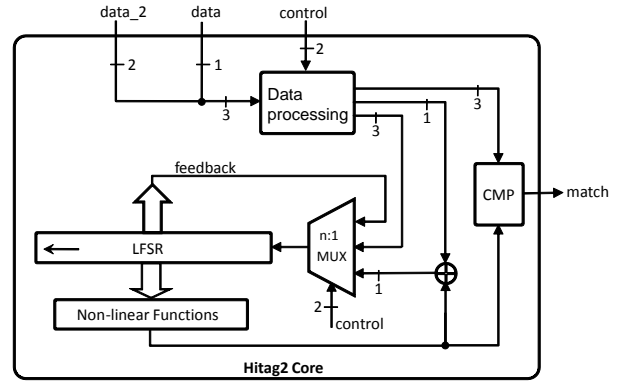 data_2
data
control
2
2
1
3
Data
processing
3
1
3
feedback
CMP
match
n:1
MUX
LFSR
1
2
control
Non-linear Functions
Hitag2 Core